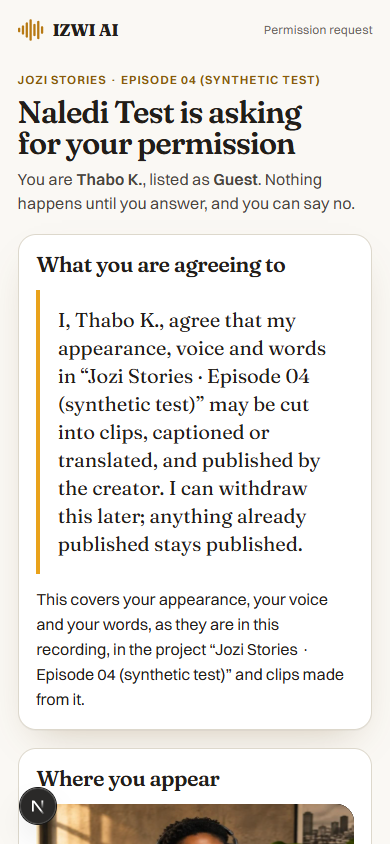 IZWI AI
Permission request
JOZI STORIES · EPISODE 04 (SYNTHETIC TEST)
Naledi Test is asking
for your permission
You are Thabo K., listed as Guest. Nothing
happens until you answer, and you can say no.
What you are agreeing to
I, Thabo K., agree that my
appearance, voice and words
in “Jozi Stories · Episode 04
(synthetic test)” may be cut
into clips, captioned or
translated, and published by
the creator. I can withdraw
this later; anything already
published stays published.
This covers your appearance, your voice
and your words, as they are in this
recording, in the project “Jozi Stories ·
Episode 04 (synthetic test)” and clips made
from it.
Where you appear
N